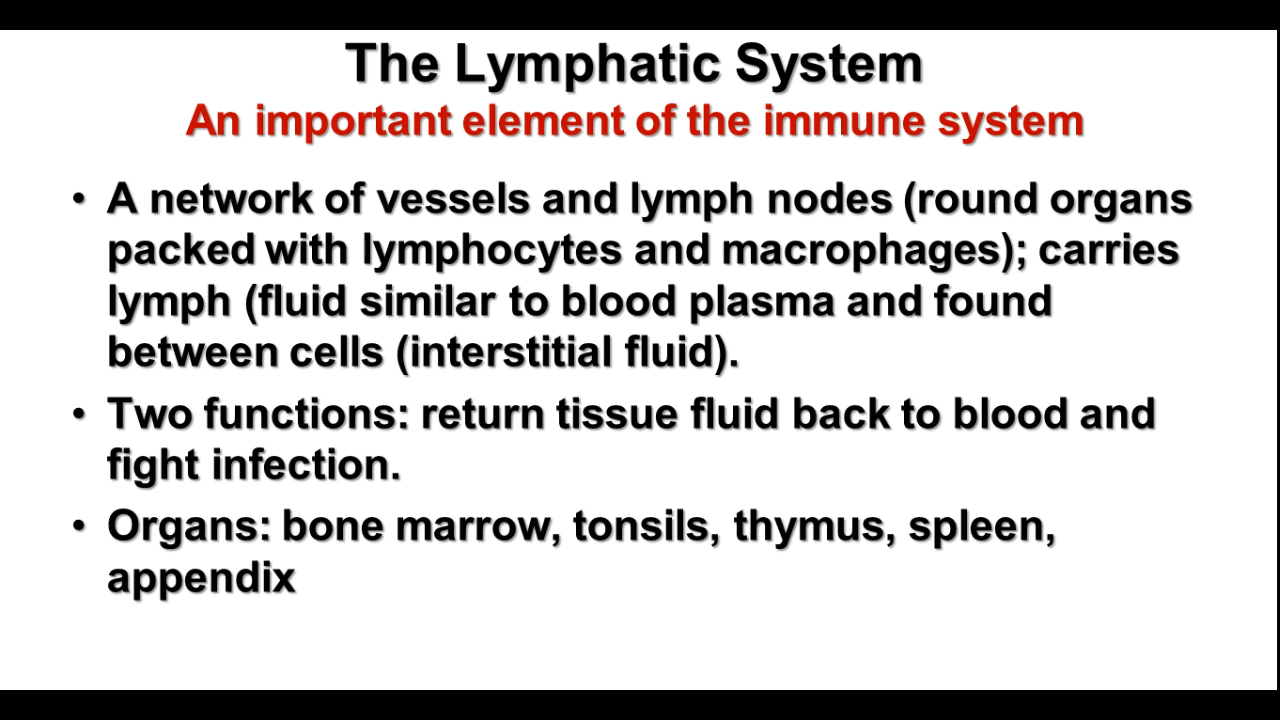 The Lymphatic System
An important element of the immune system
• A network of vessels and lymph nodes (round organs
packed with lymphocytes and macrophages); carries
lymph (fluid similar to blood plasma and found
between cells (interstitial fluid).
• Two functions: return tissue fluid back to blood and
fight infection.
• Organs: bone marrow, tonsils, thymus, spleen,
appendix